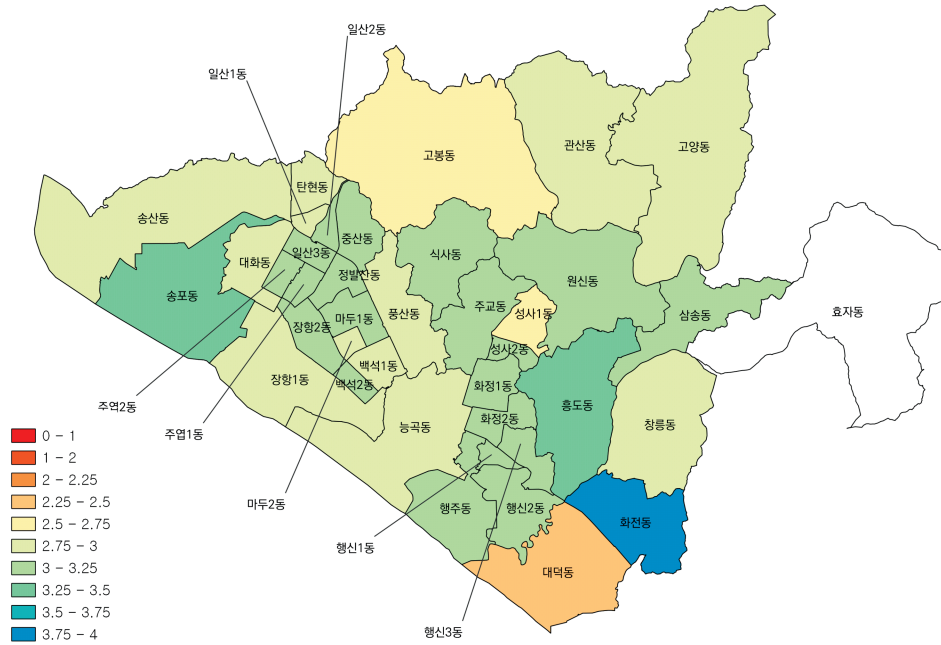 일산2동
일산1동
고봉동
관산동
고양동
탄현동
송산동
중산동
일산3동
식사동
대화동
정발찬동
원신동
송포동
주교동
풍산동
성사1동
삼송동
효자동
마두1동
장항2동
성사2동
백석1동
장항1동
백석2동
화정1동
주연2동
흥도동
화정2동
창릉동
능곡동
주엽1동
0 - 1
1 - 2
2 - 2.25
2.25 - 2.5
2.5 - 2.75
2.75 - 3
3 - 3.25
3.25 - 3.5
3.5 - 3.75
3.75 - 4
마두2동
행주동
행신2동
화전동
행신1동
대덕동
행신3동